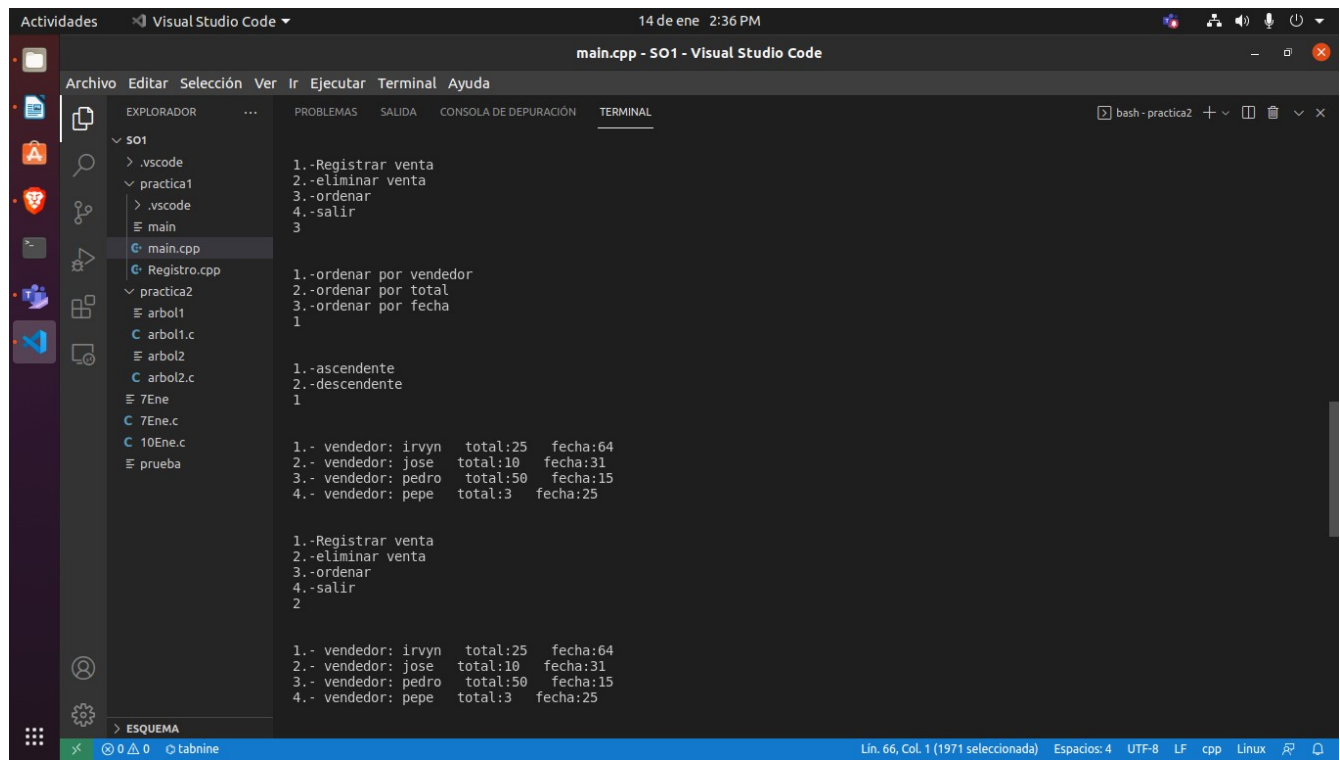 Actividades Visual Studio Code 14 de ene 2:36 PM
main.cpp - SO1 - Visual Studio Code
Archivo Editar Selección Ver Ir Ejecutar Terminal Ayuda
EXPLORADOR ...
SO1
.vscode
practica1
.vscode
main
main.cpp
Registro.cpp
practica2
arbol1
C arbol1.c
arbol2
C arbol2.c
7Ene
C 7Ene.c
C 10Ene.c
prueba
ESQUEMA
PROBLEMAS SALIDA CONSOLA DE DEPURACIÓN TERMINAL
bash - practica2
1.-Registrar venta
2.-eliminar venta
3.-ordenar
4.-salir
3
1.-ordenar por vendedor
2.-ordenar por total
3.-ordenar por fecha
1
1.-ascendente
2.-descendente
1
1.- vendedor: irvyn total:25 fecha:64
2.- vendedor: jose total:10 fecha:31
3.- vendedor: pedro total:50 fecha:15
4.- vendedor: pepe total:3 fecha:25
1.-Registrar venta
2.-eliminar venta
3.-ordenar
4.-salir
2
1.- vendedor: irvyn total:25 fecha:64
2.- vendedor: jose total:10 fecha:31
3.- vendedor: pedro total:50 fecha:15
4.- vendedor: pepe total:3 fecha:25
0 0 tabnine Lín. 66, Col. 1 (1971 seleccionada) Espacios: 4 UTF-8 LF cpp Linux